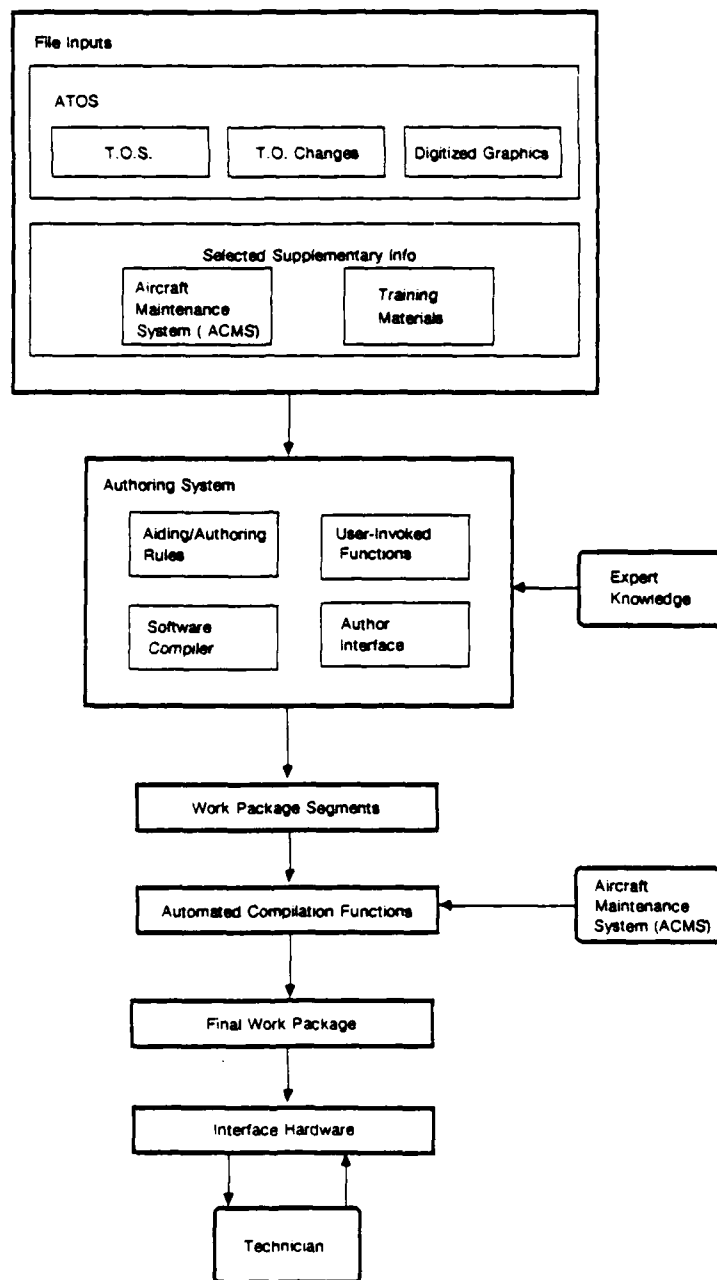 File Inputs
ATOS
T.O.S.
T.O. Changes
Digitized Graphics
Selected Supplementary Info
Aircraft
Maintenance
System ( ACMS)
Training
Materials
Authoring System
Aiding/Authoring
Rules
User-Invoked
Functions
Software
Compiler
Author
Interface
Expert
Knowledge
Work Package Segments
Automated Compilation Functions
Aircraft
Maintenance
System (ACMS)
Final Work Package
Interface Hardware
Technician